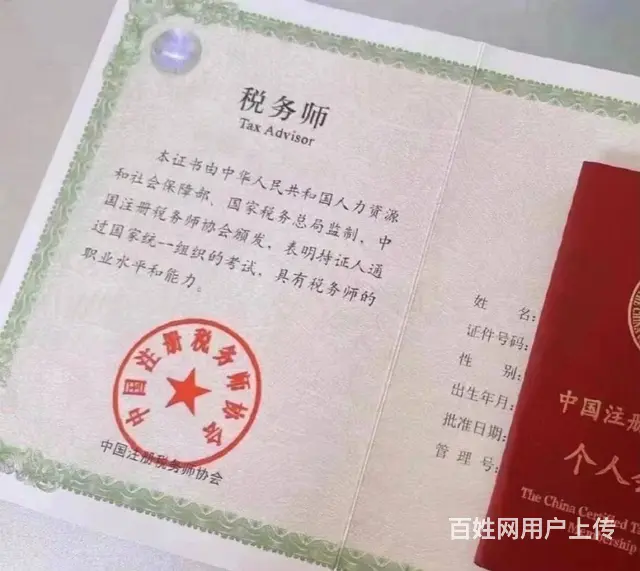 税务师
Tax Advisor
本证书由中华人民共和国人力资源
和社会保障部、国家税务总局监制，中
国注册税务师协会颁发，表明持证人通
过国家统一组织的考试，具有税务师的
职业水平和能力。
中国注册税务师协会
中国注册税务师协会
姓 名：
证件号码：
性 别：
出生年月：
批准日期：
管 理 号：
中国注册
个人会
The China Certified T
Membership
百姓网用户上传